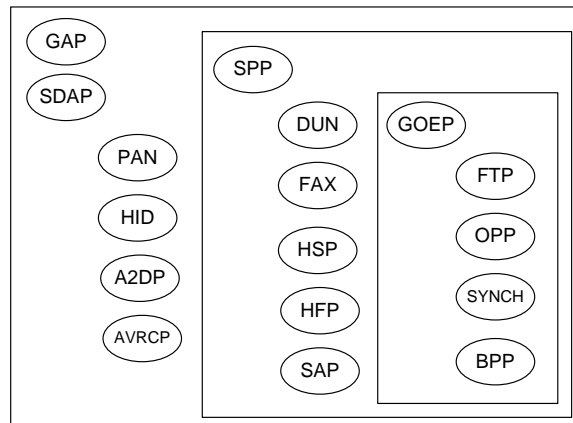 GAP
SDAP
PAN
HID
A2DP
AVRCP
SPP
DUN
FAX
HSP
HFP
SAP
GOEP
FTP
OPP
SYNCH
BPP